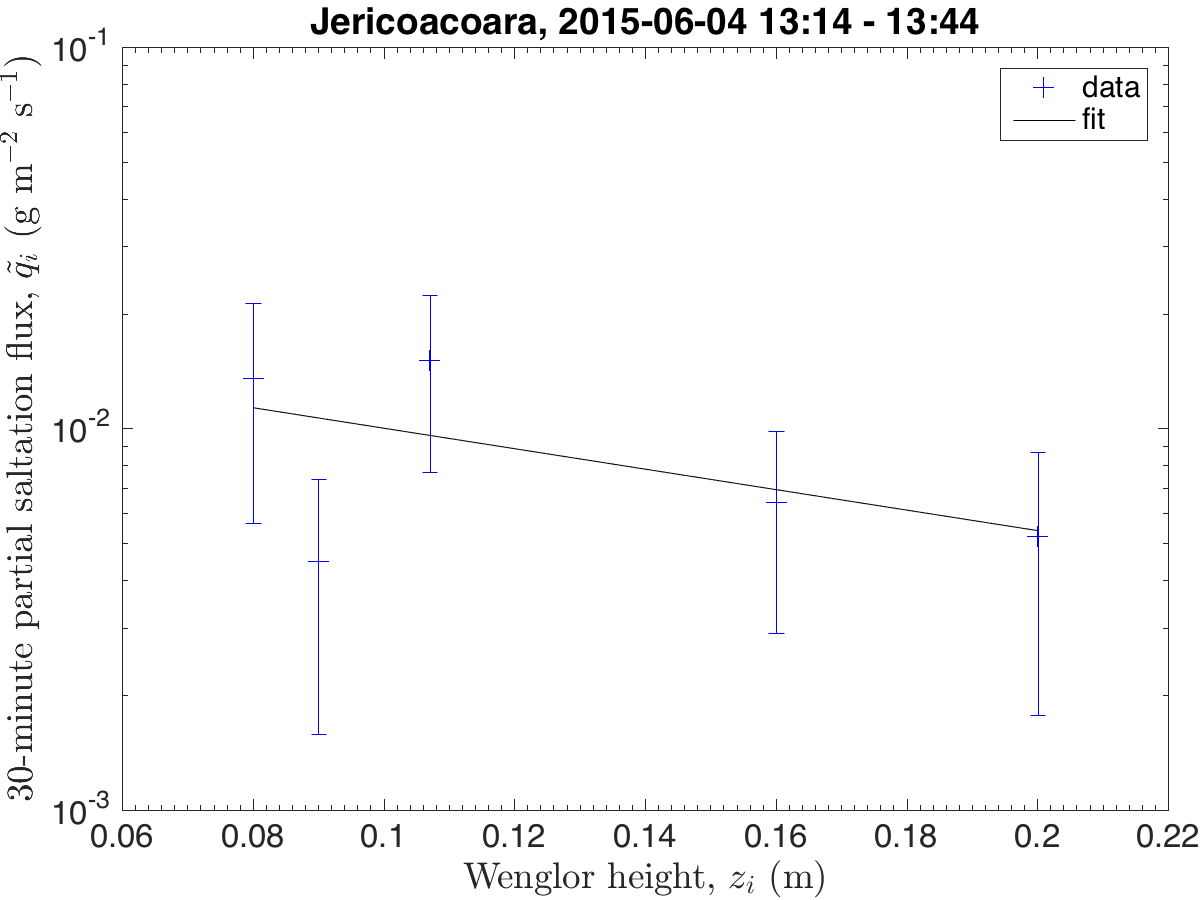 Jericoacoara, 2015-06-04 13:14 - 13:44
data
fit
30-minute partial saltation flux, q̃ᵢ (g m⁻² s⁻¹)
10⁻¹
10⁻²
10⁻³
0.06 0.08 0.1 0.12 0.14 0.16 0.18 0.2 0.22
Wenglor height, zᵢ (m)